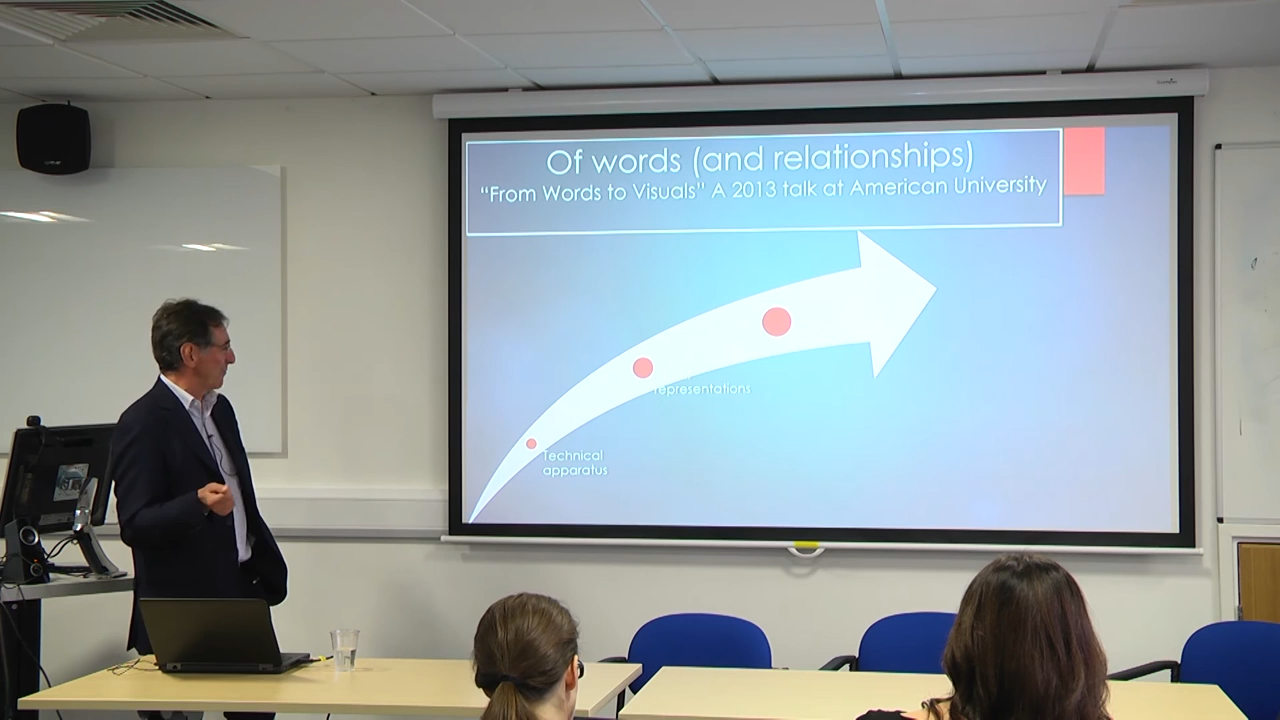 Of words (and relationships)
“From Words to Visuals” A 2013 talk at American University
representations
Technical
apparatus